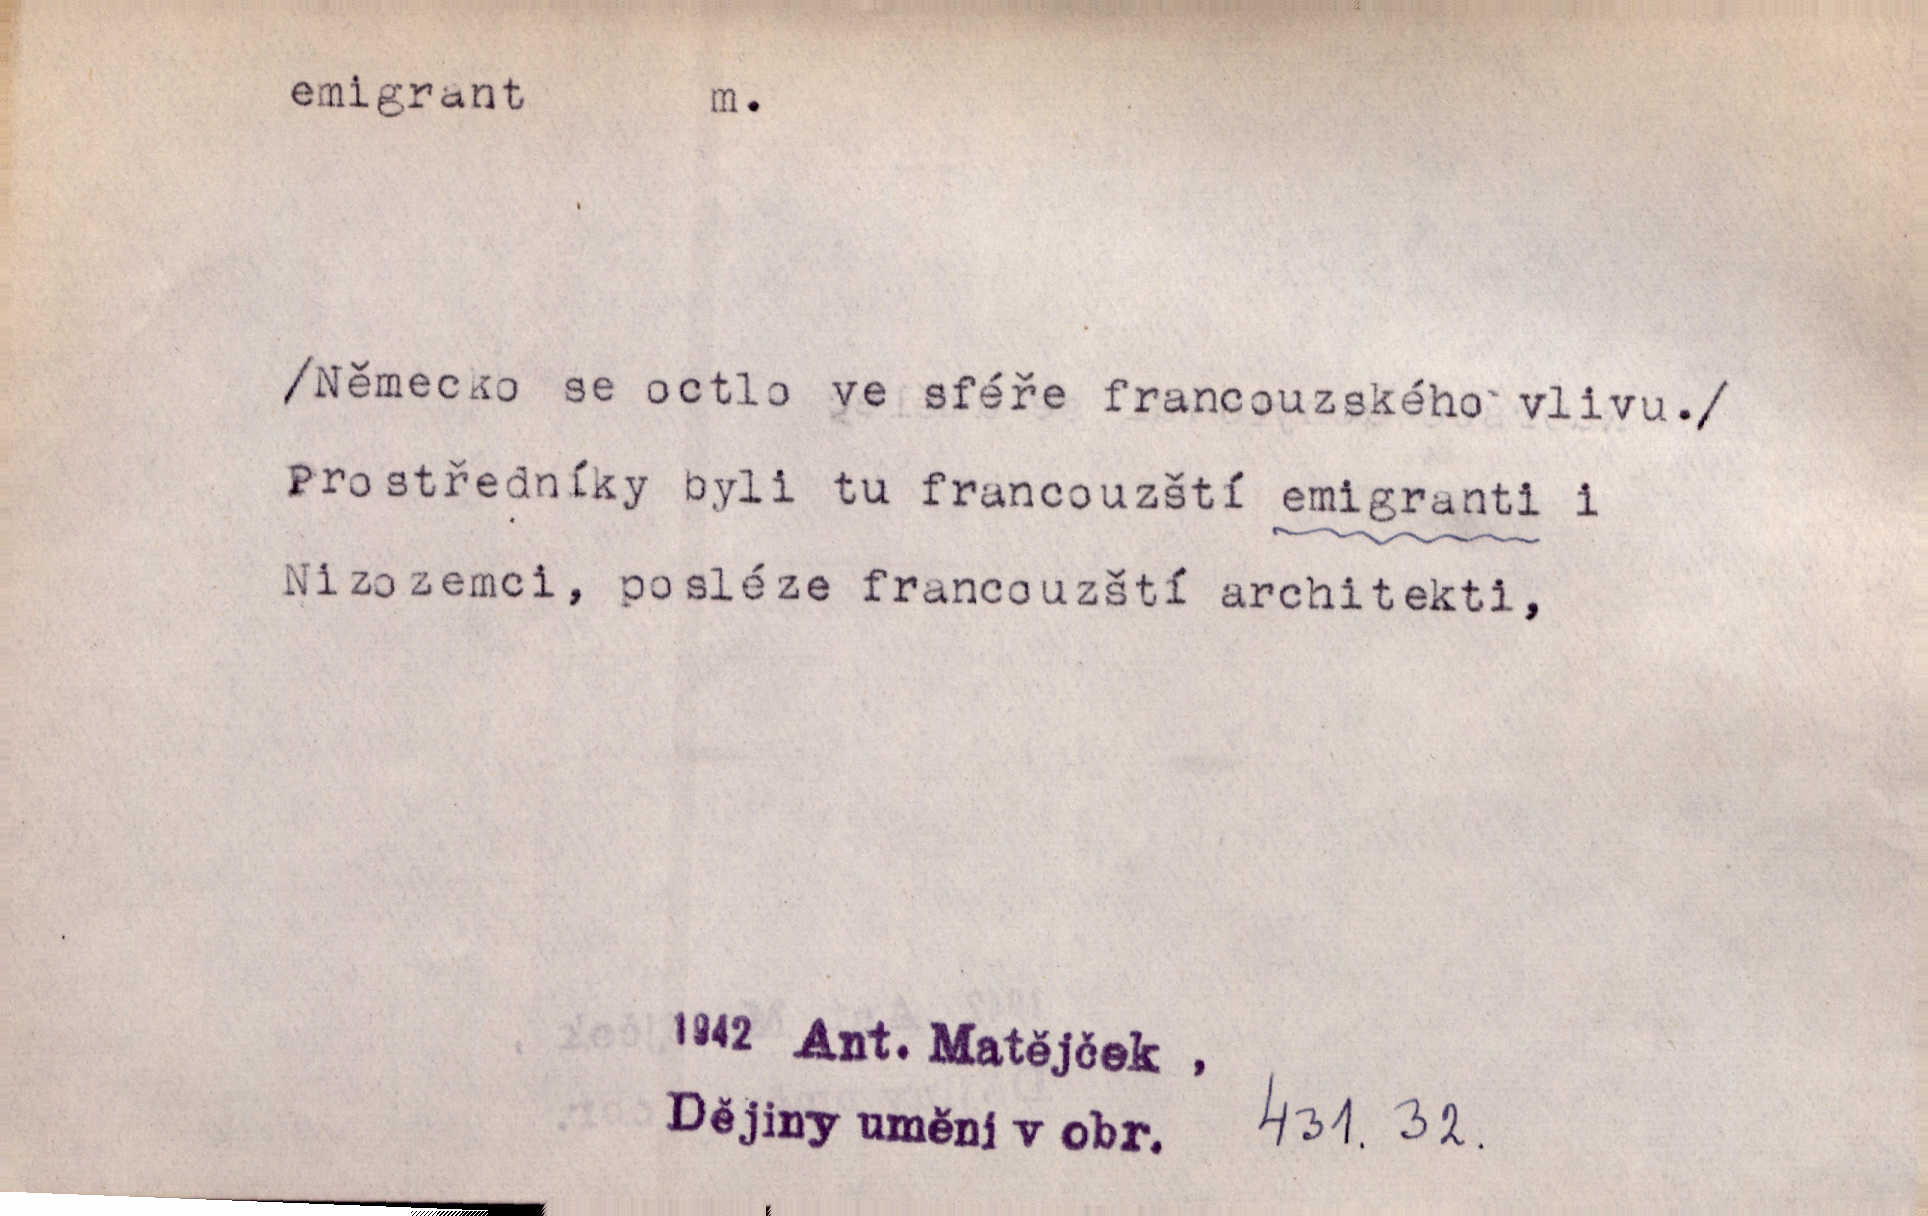 emigrant m.
/Německo se octlo ve sféře francouzského vlivu./
Prostředníky byli tu francouzští emigranti i
Nizozemci, posléze francouzští architekti,
1942 Ant. Matějček ,
Dějiny umění v obr. 431. 32.